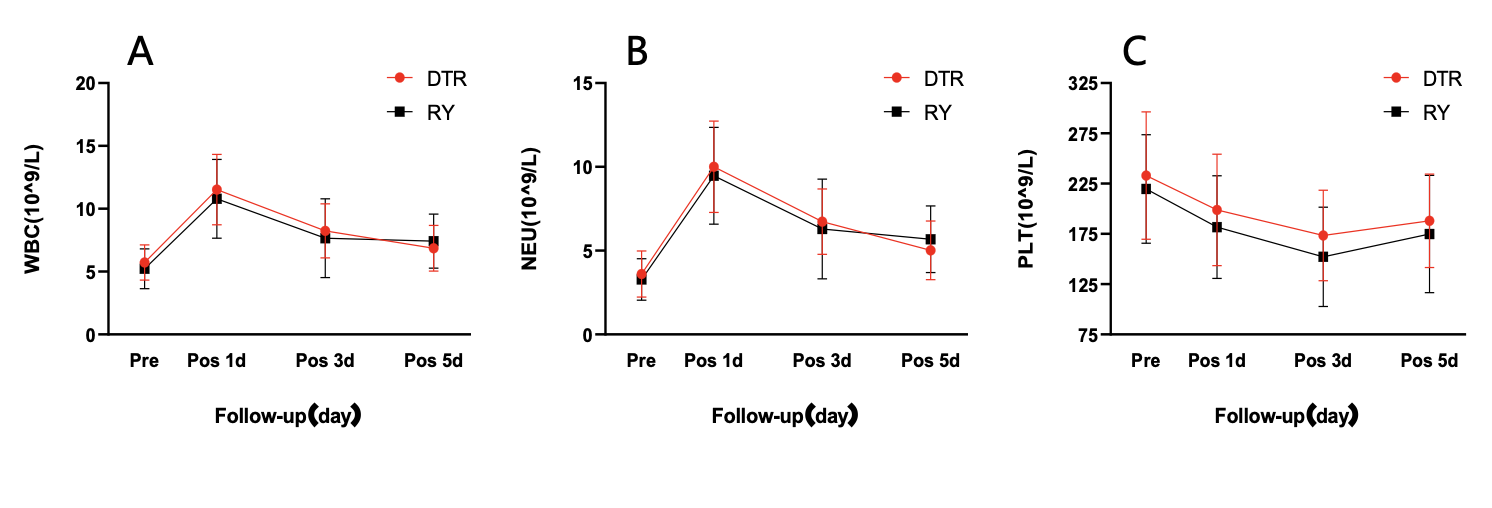 A
20
15
10
5
0
WBC(10^9/L)
DTR
RY
Pre Pos 1d Pos 3d Pos 5d
Follow-up(day)
B
15
10
5
0
NEU(10^9/L)
DTR
RY
Pre Pos 1d Pos 3d Pos 5d
Follow-up(day)
C
325
275
225
175
125
75
PLT(10^9/L)
DTR
RY
Pre Pos 1d Pos 3d Pos 5d
Follow-up(day)